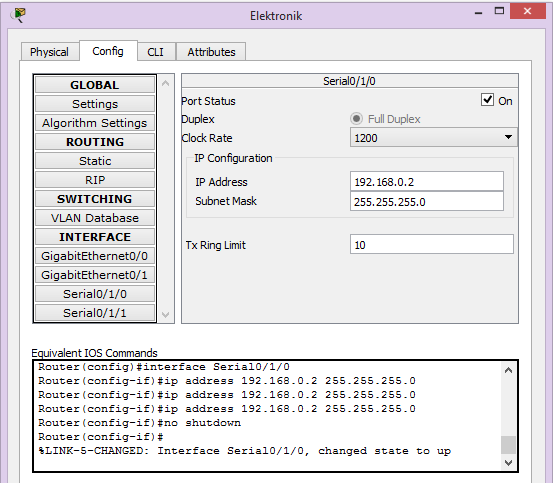 Elektronik
Physical Config CLI Attributes
GLOBAL
Settings
Algorithm Settings
ROUTING
Static
RIP
SWITCHING
VLAN Database
INTERFACE
GigabitEthernet0/0
GigabitEthernet0/1
Serial0/1/0
Serial0/1/1
Serial0/1/0
Port Status On
Duplex Full Duplex
Clock Rate 1200
IP Configuration
IP Address 192.168.0.2
Subnet Mask 255.255.255.0
Tx Ring Limit 10
Equivalent IOS Commands
Router(config)#interface Serial0/1/0
Router(config-if)#ip address 192.168.0.2 255.255.255.0
Router(config-if)#ip address 192.168.0.2 255.255.255.0
Router(config-if)#ip address 192.168.0.2 255.255.255.0
Router(config-if)#no shutdown
Router(config-if)#
%LINK-5-CHANGED: Interface Serial0/1/0, changed state to up